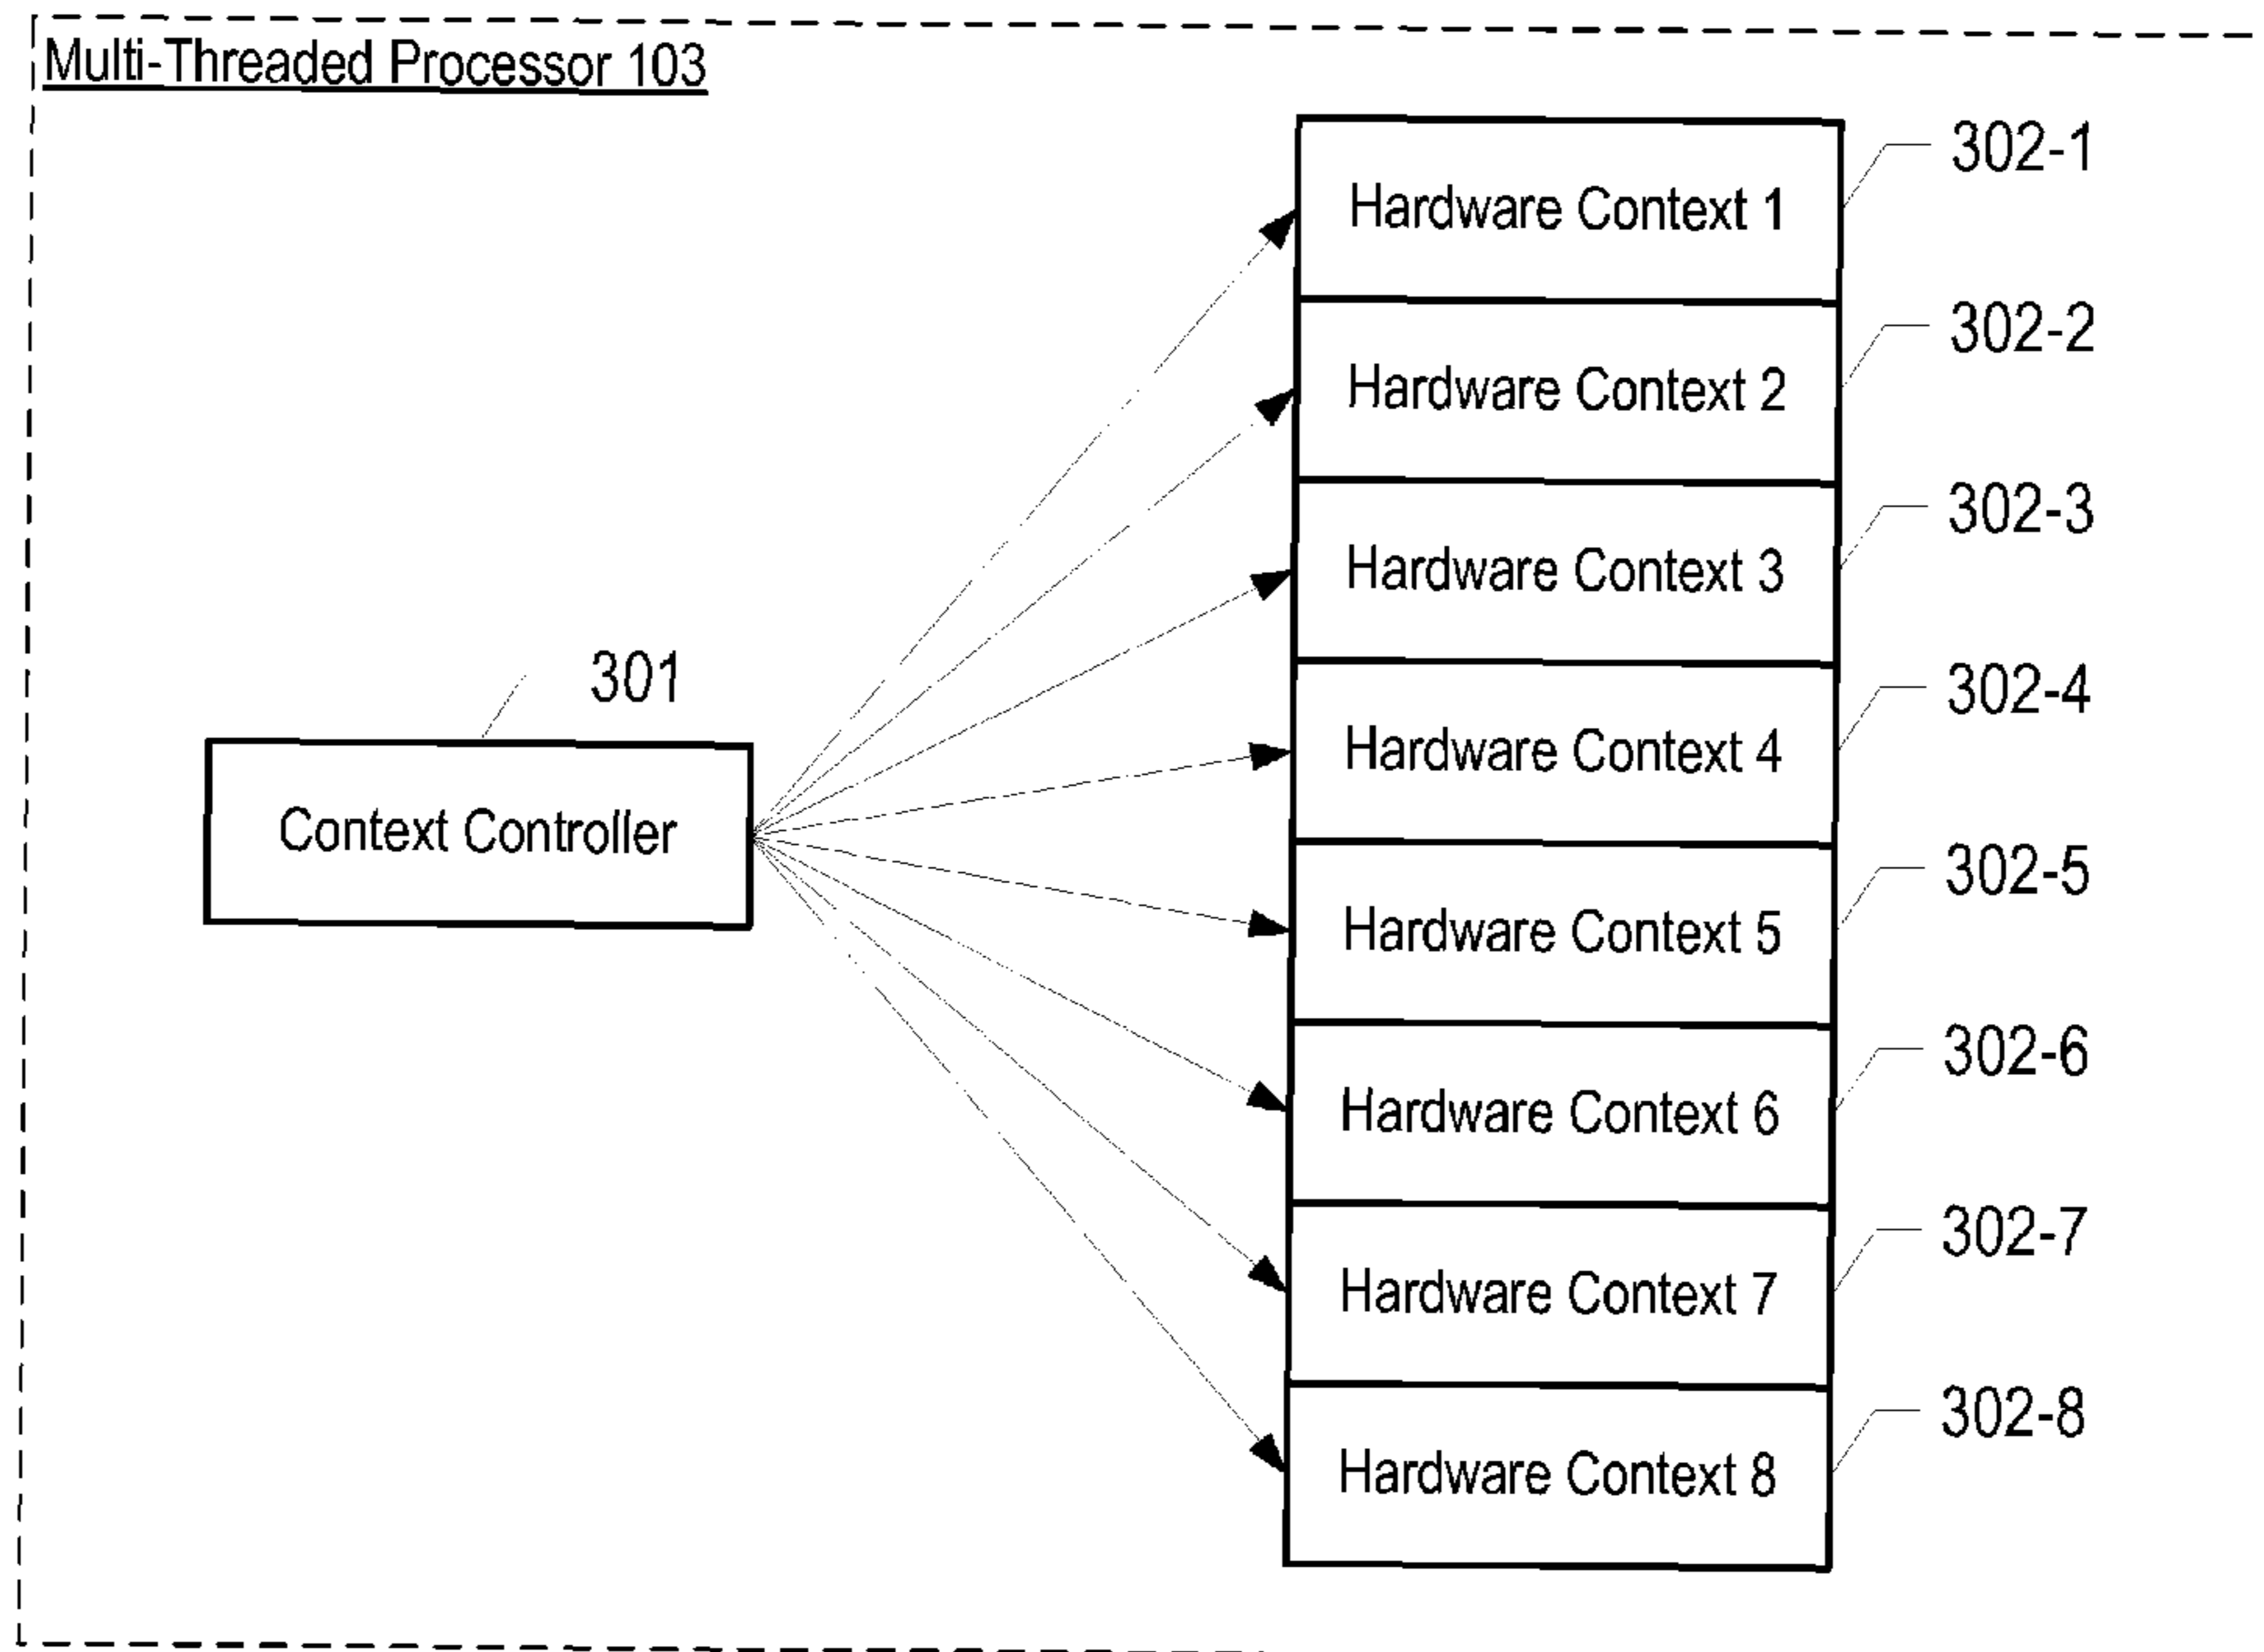 Multi-Threaded Processor 103
Hardware Context 1
302-1
Hardware Context 2
302-2
Hardware Context 3
302-3
301
Hardware Context 4
302-4
Context Controller
Hardware Context 5
302-5
Hardware Context 6
302-6
Hardware Context 7
302-7
Hardware Context 8
302-8